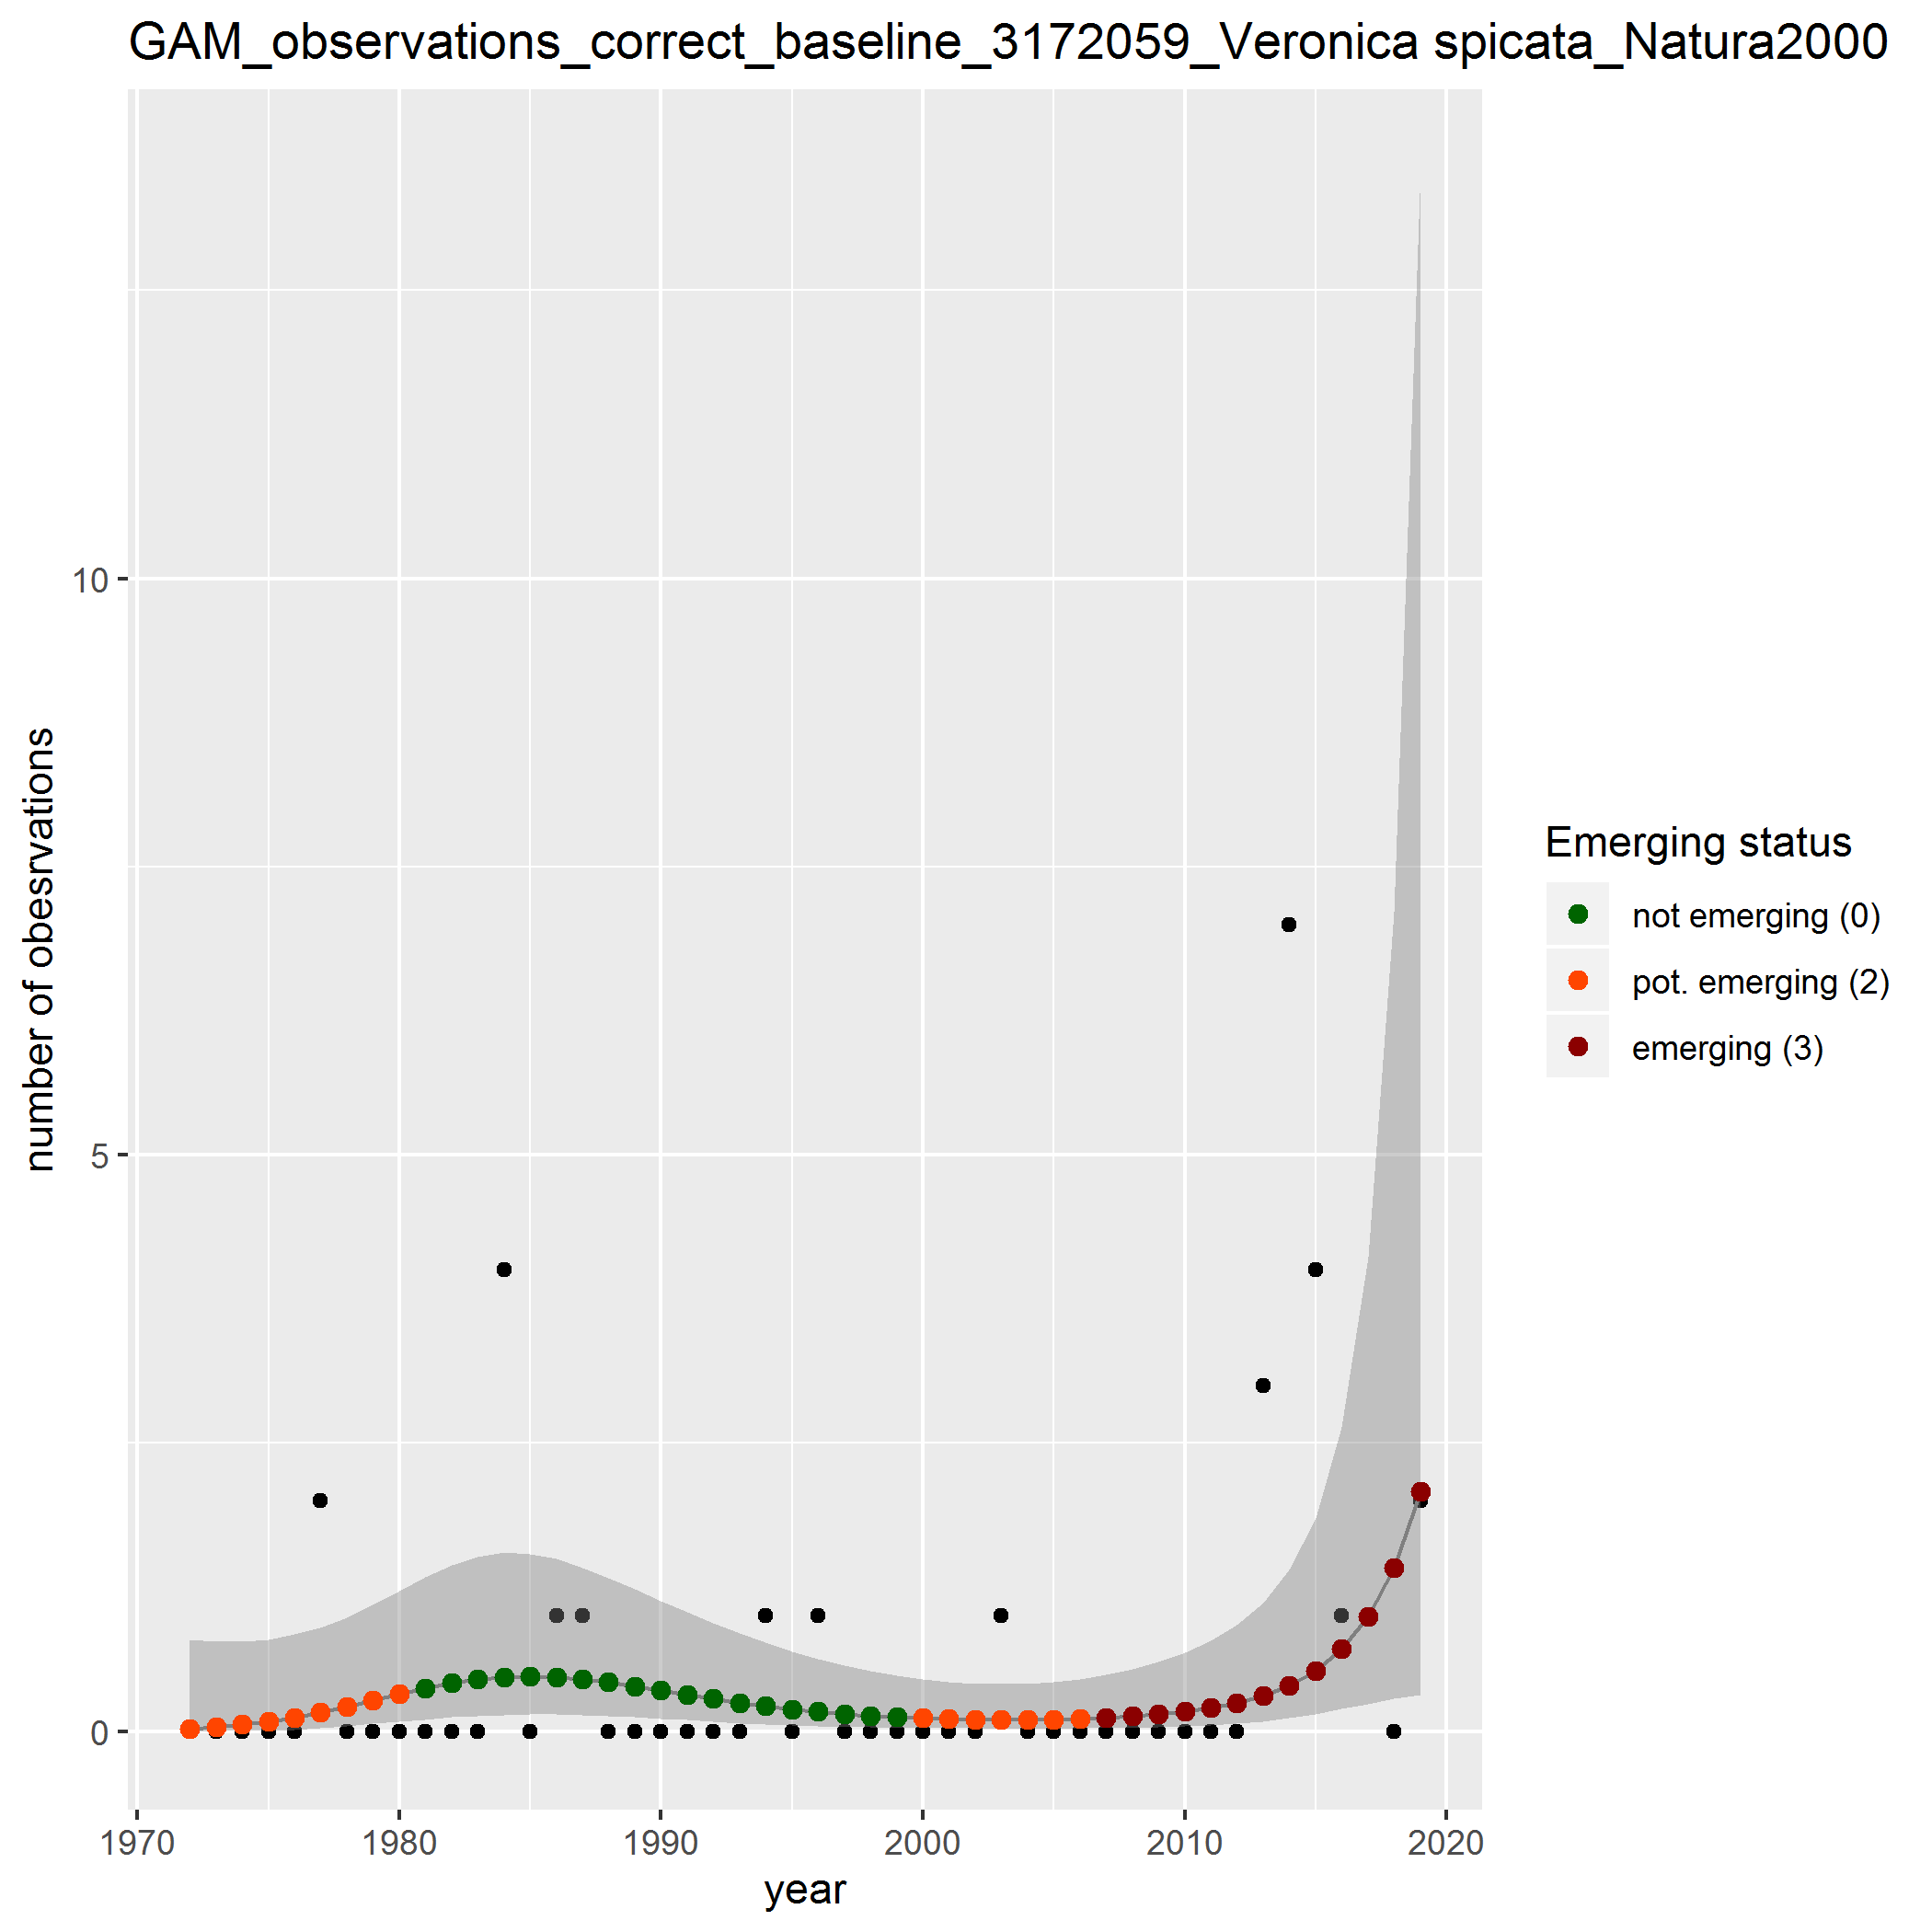 GAM_observations_correct_baseline_3172059_Veronica spicata_Natura2000
number of obesrvations
10
5
0
1970 1980 1990 2000 2010 2020
year
Emerging status
not emerging (0)
pot. emerging (2)
emerging (3)